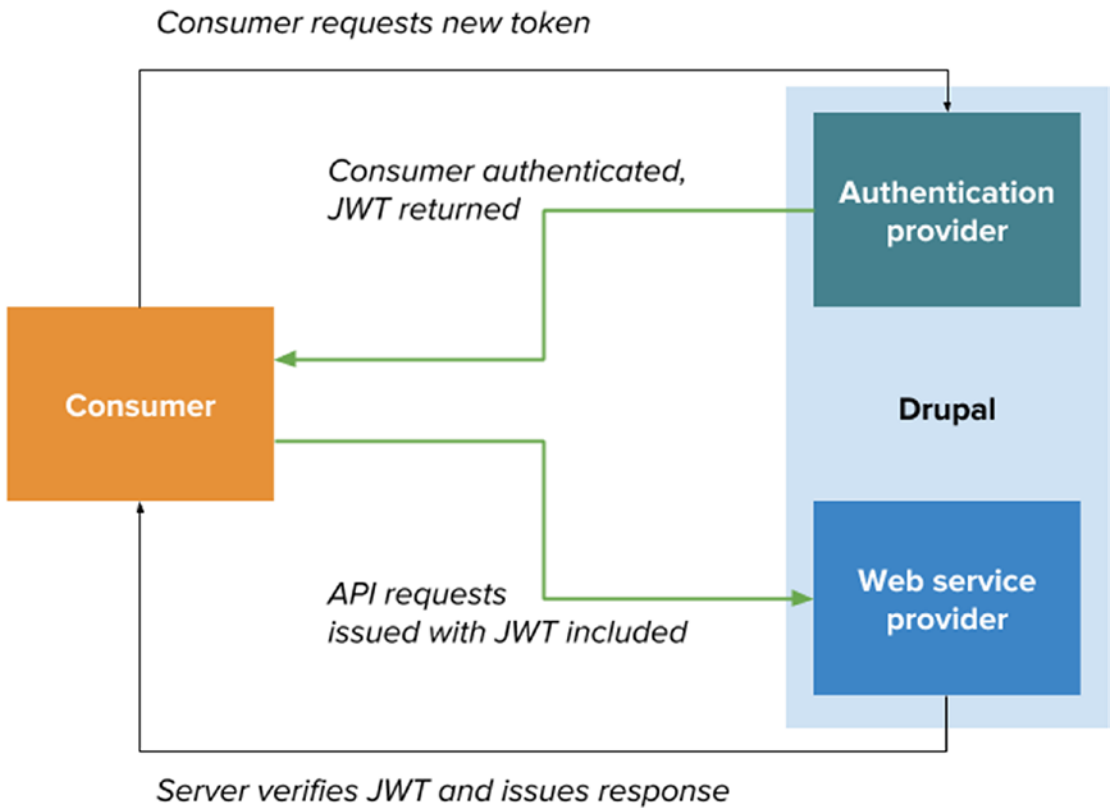 Consumer requests new token
Consumer authenticated,
JWT returned
Authentication
provider
Consumer
Drupal
API requests
issued with JWT included
Web service
provider
Server verifies JWT and issues response